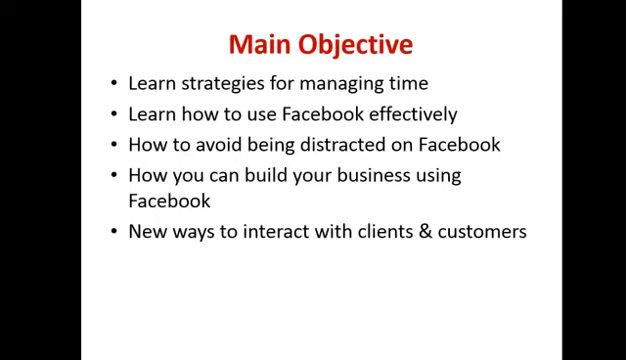 Main Objective
• Learn strategies for managing time
• Learn how to use Facebook effectively
• How to avoid being distracted on Facebook
• How you can build your business using
Facebook
• New ways to interact with clients & customers